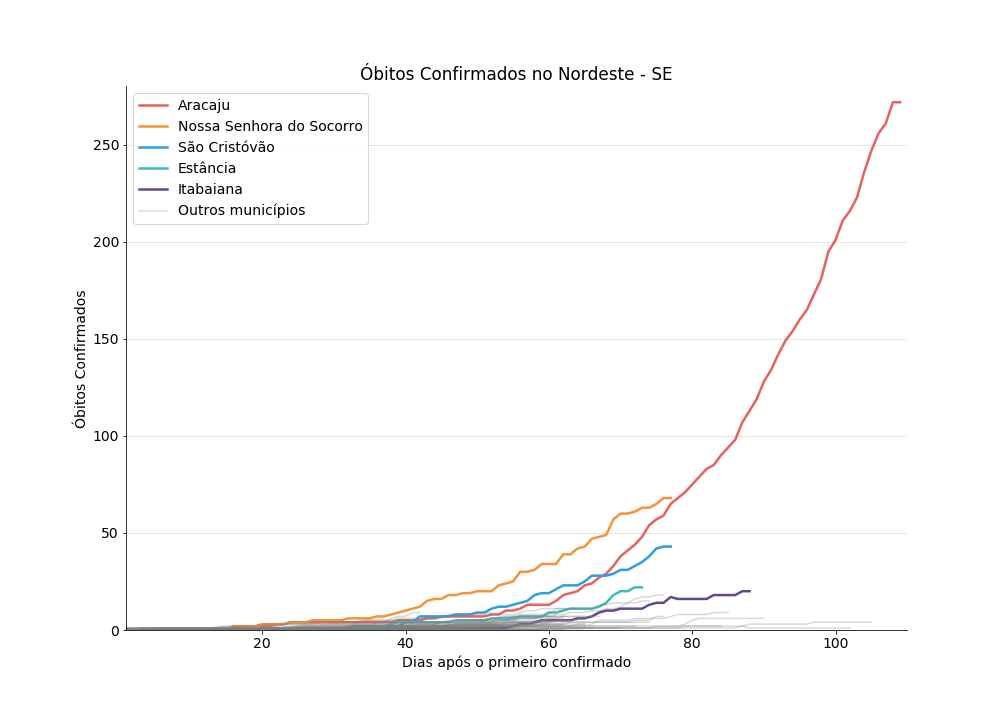 Óbitos Confirmados no Nordeste - SE
Aracaju
Nossa Senhora do Socorro
São Cristóvão
Estância
Itabaiana
Outros municípios
250
200
150
100
50
0
Óbitos Confirmados
20
40
60
80
100
Dias após o primeiro confirmado